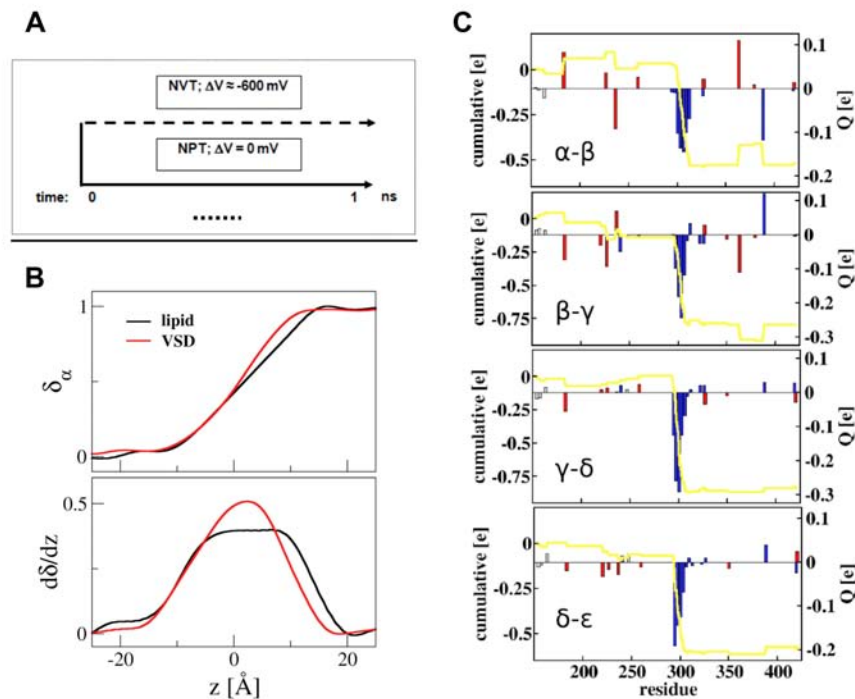 A
NVT; ΔV ≈ -600 mV
NPT; ΔV = 0 mV
time: 0 1 ns
.......
B
lipid
VSD
1
δα
0
0.5
dδ/dz
0
-20 0 20
z [Å]
C
cumulative [e]
0
-0.25
-0.5
α-β
0.1
0
-0.1
-0.2
Q [e]
cumulative [e]
0
-0.25
-0.5
-0.75
β-γ
0.1
0
-0.1
-0.2
-0.3
Q [e]
cumulative [e]
0
-0.25
-0.5
-0.75
γ-δ
0.1
0
-0.1
-0.2
-0.3
Q [e]
cumulative [e]
0
-0.25
-0.5
δ-ε
0.1
0
-0.1
-0.2
Q [e]
200 250 300 350 400
residue